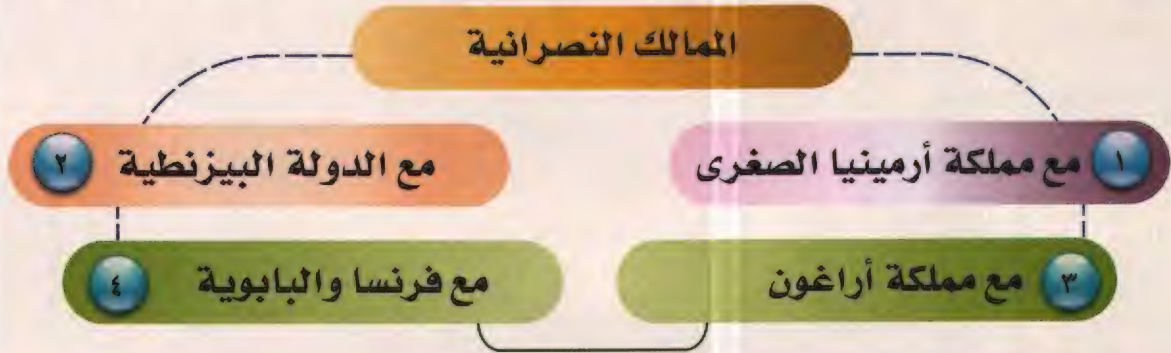 الممالك النصرانية
١ مع مملكة أرمينيا الصغرى
٢ مع الدولة البيزنطية
٣ مع مملكة أراغون
٤ مع فرنسا والبابوية